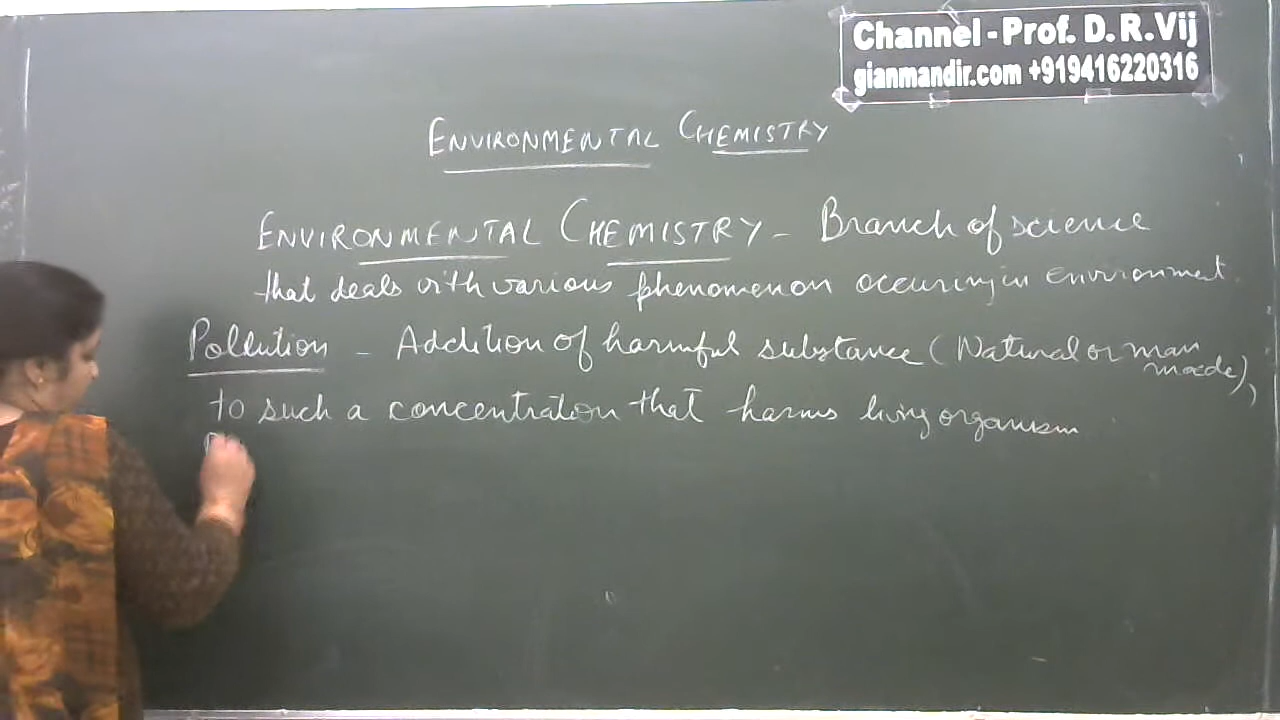 Channel - Prof. D.R.Vij
gianmandir.com +919416220316
ENVIRONMENTAL CHEMISTRY
ENVIRONMENTAL CHEMISTRY - Branch of science
that deals with various phenomenon occuring in environment.
Pollution - Addition of harmful substance (Natural or man
made),
to such a concentration that harms living organism